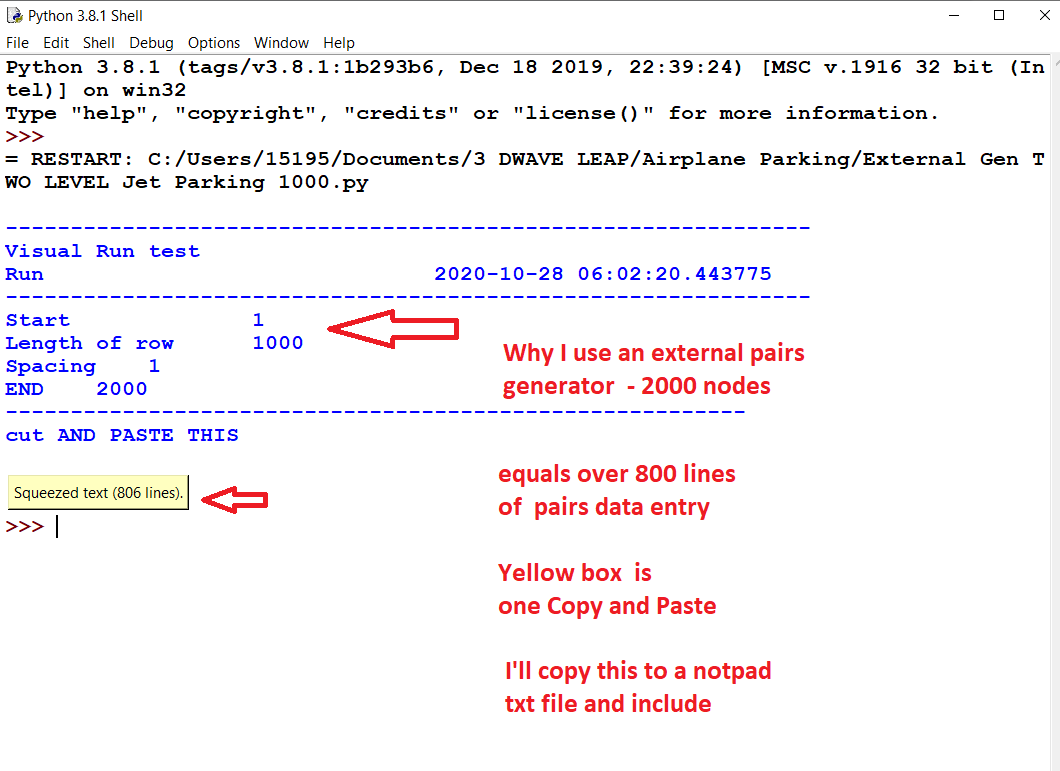 Python 3.8.1 Shell
File Edit Shell Debug Options Window Help
Python 3.8.1 (tags/v3.8.1:1b293b6, Dec 18 2019, 22:39:24) [MSC v.1916 32 bit (In
tel)] on win32
Type "help", "copyright", "credits" or "license()" for more information.
>>>
= RESTART: C:/Users/15195/Documents/3 DWAVE LEAP/Airplane Parking/External Gen T
WO LEVEL Jet Parking 1000.py
--------------------------------------------------------------
Visual Run test
Run 2020-10-28 06:02:20.443775
--------------------------------------------------------------
Start 1
Length of row 1000
Spacing 1
END 2000
---------------------------------------------------------
cut AND PASTE THIS
Squeezed text (806 lines).
>>>
Why I use an external pairs
generator - 2000 nodes
equals over 800 lines
of pairs data entry
Yellow box is
one Copy and Paste
I'll copy this to a notpad
txt file and include